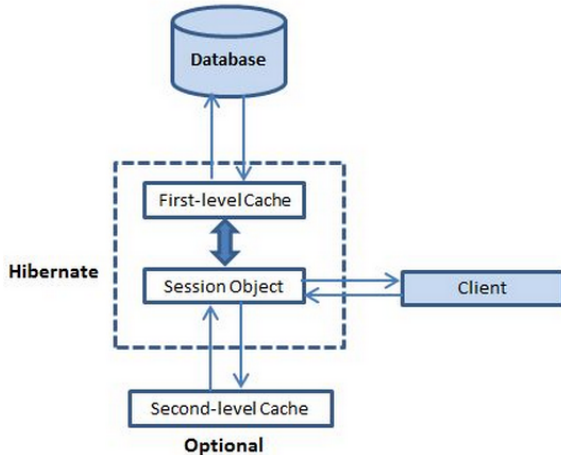 Database
First-level Cache
Hibernate
Session Object
Client
Second-level Cache
Optional